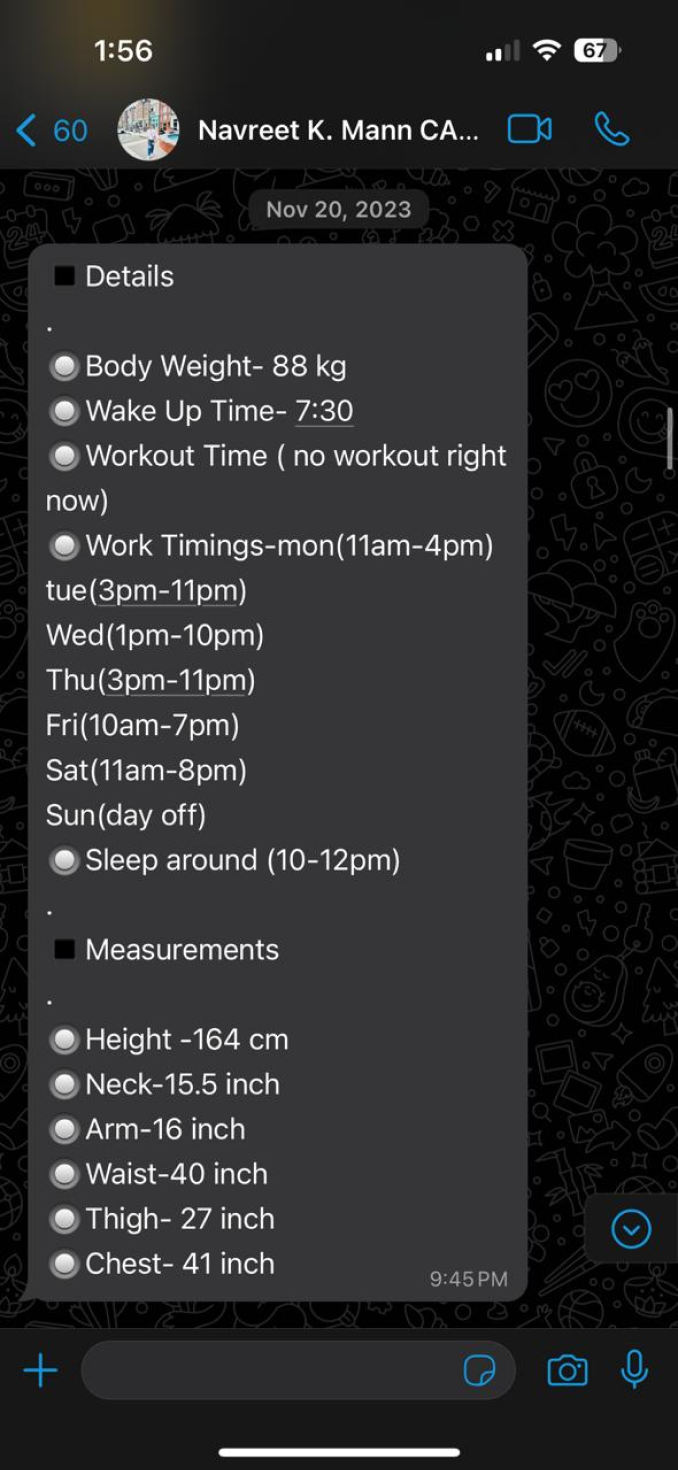 1:56
67
60
Navreet K. Mann CA...
Nov 20, 2023
Details
.
Body Weight- 88 kg
Wake Up Time- 7:30
Workout Time ( no workout right
now)
Work Timings-mon(11am-4pm)
tue(3pm-11pm)
Wed(1pm-10pm)
Thu(3pm-11pm)
Fri(10am-7pm)
Sat(11am-8pm)
Sun(day off)
Sleep around (10-12pm)
.
Measurements
.
Height -164 cm
Neck-15.5 inch
Arm-16 inch
Waist-40 inch
Thigh- 27 inch
Chest- 41 inch
9:45 PM